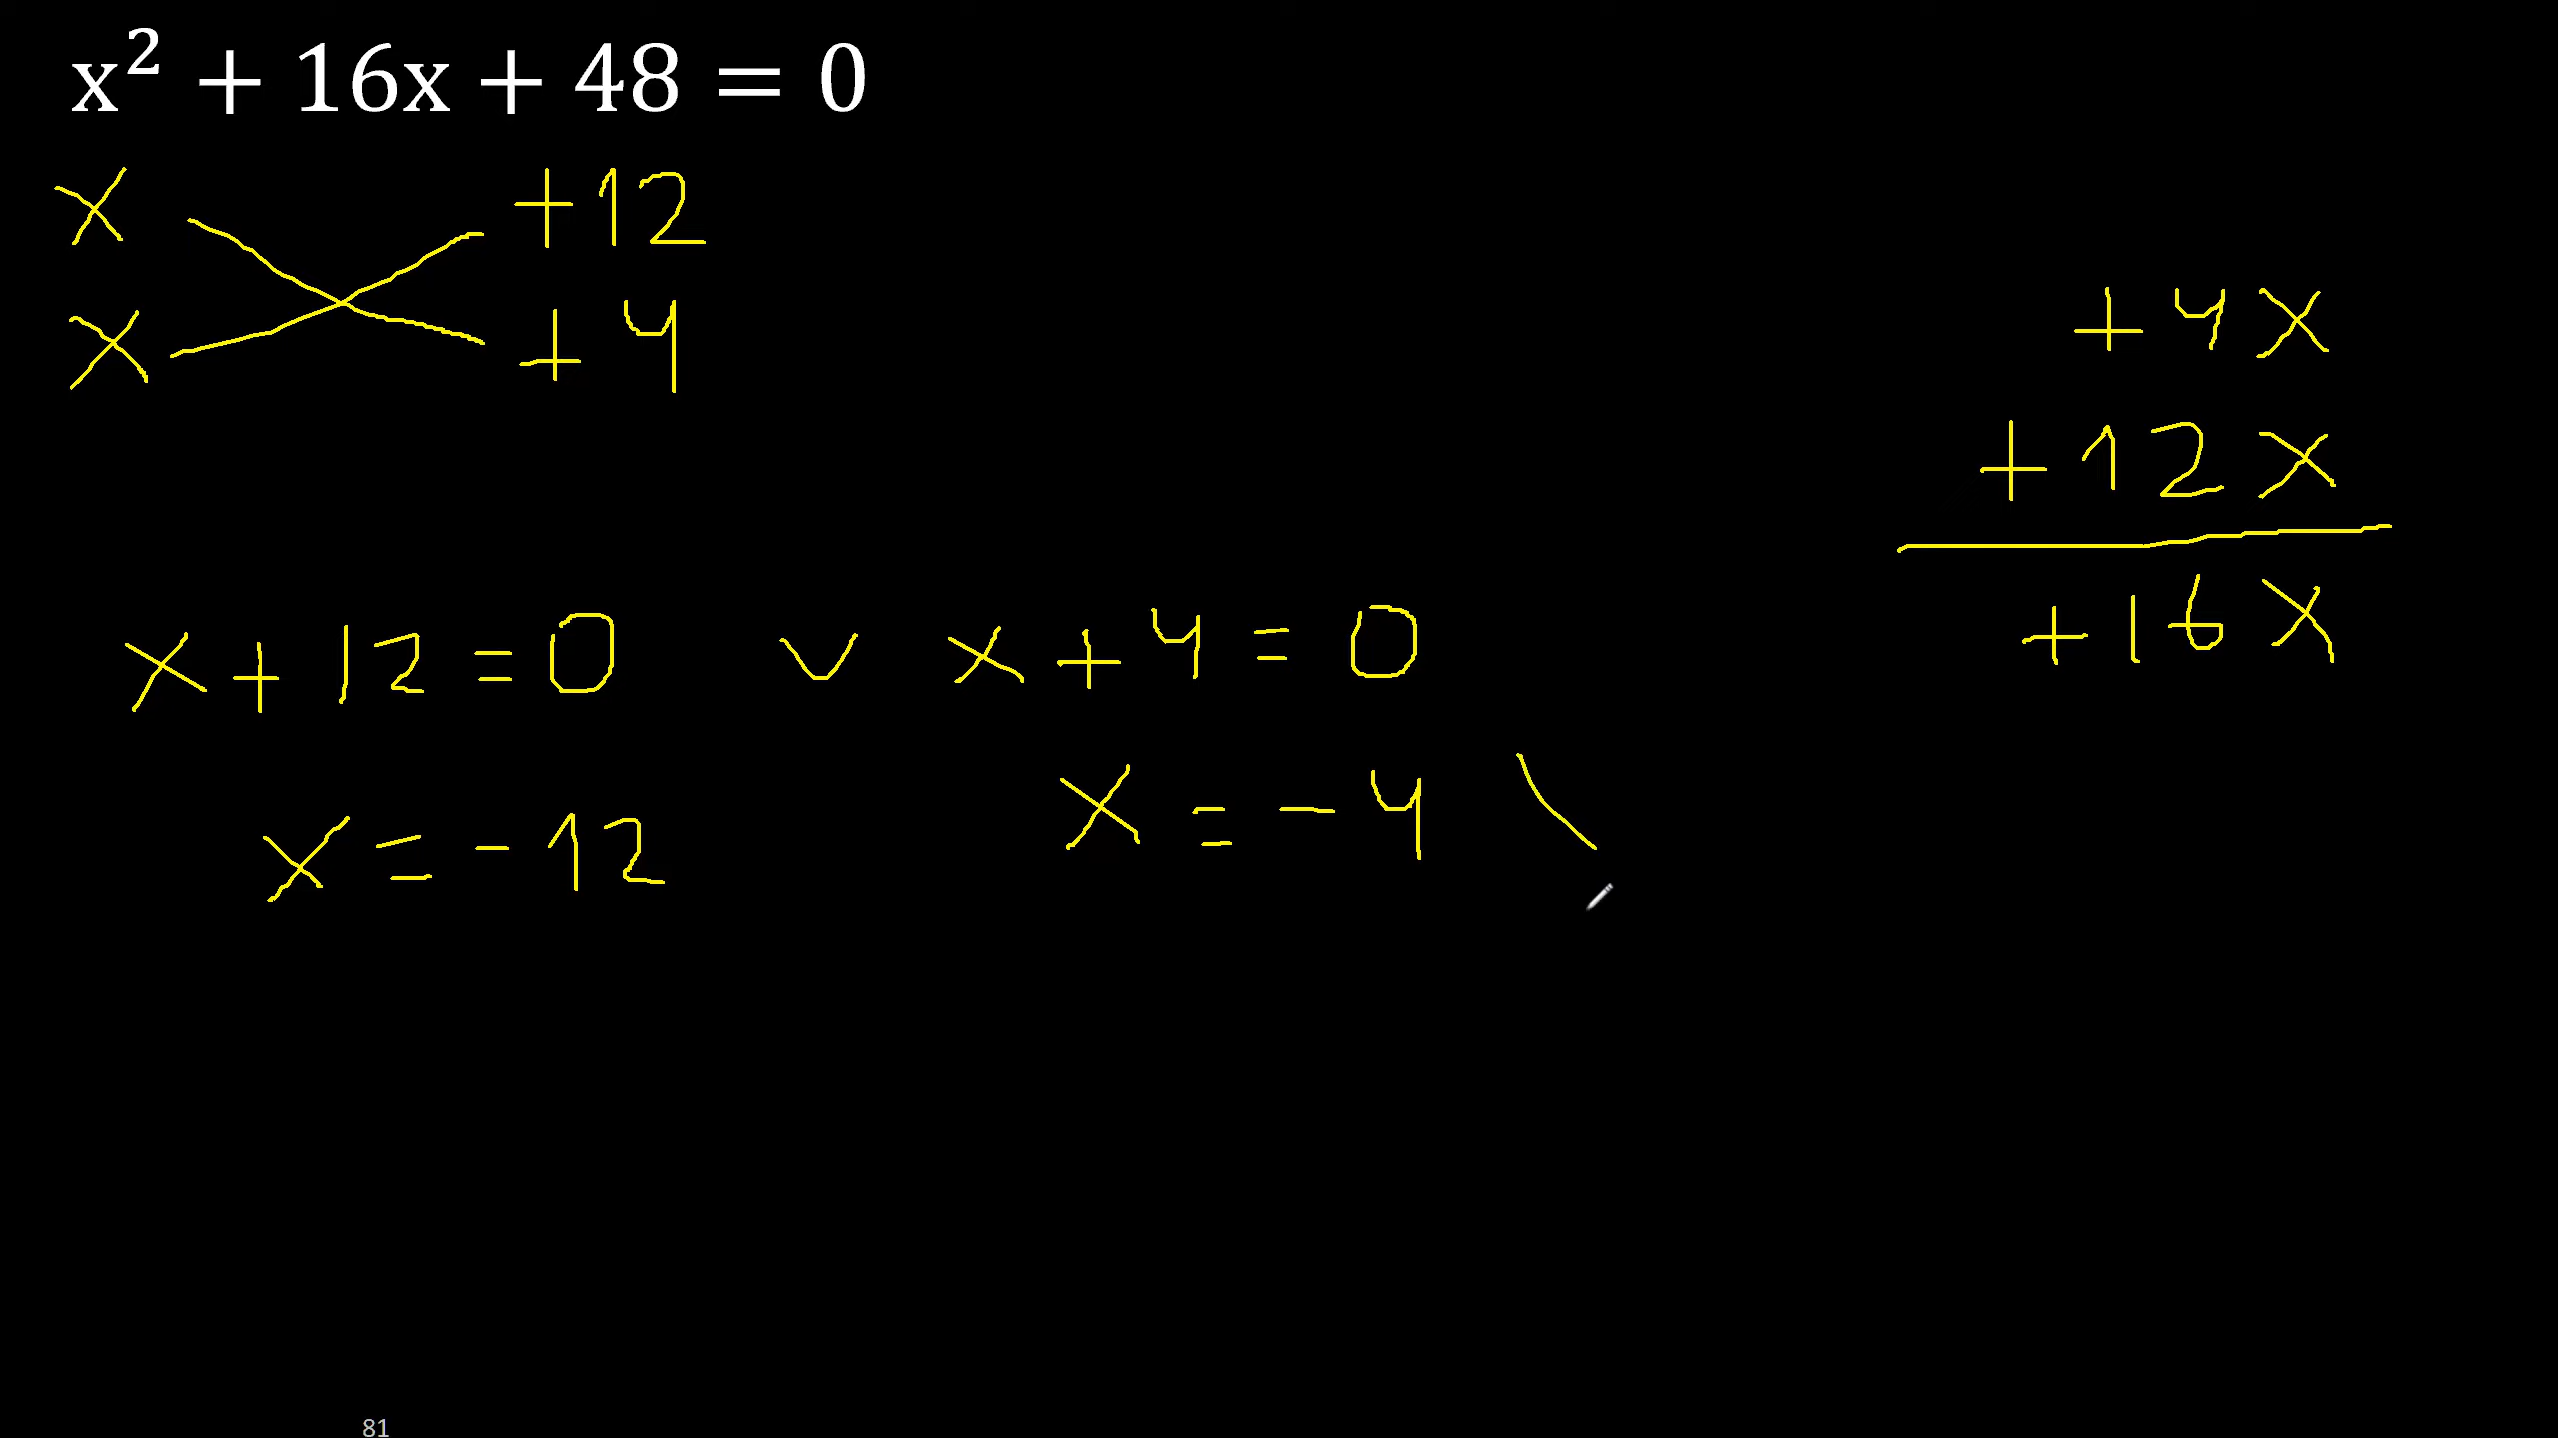 x² + 16x + 48 = 0
x +12
x +4
+4x
+12x
+16x
x+12=0 v x+4=0
x=-12 x=-4
81